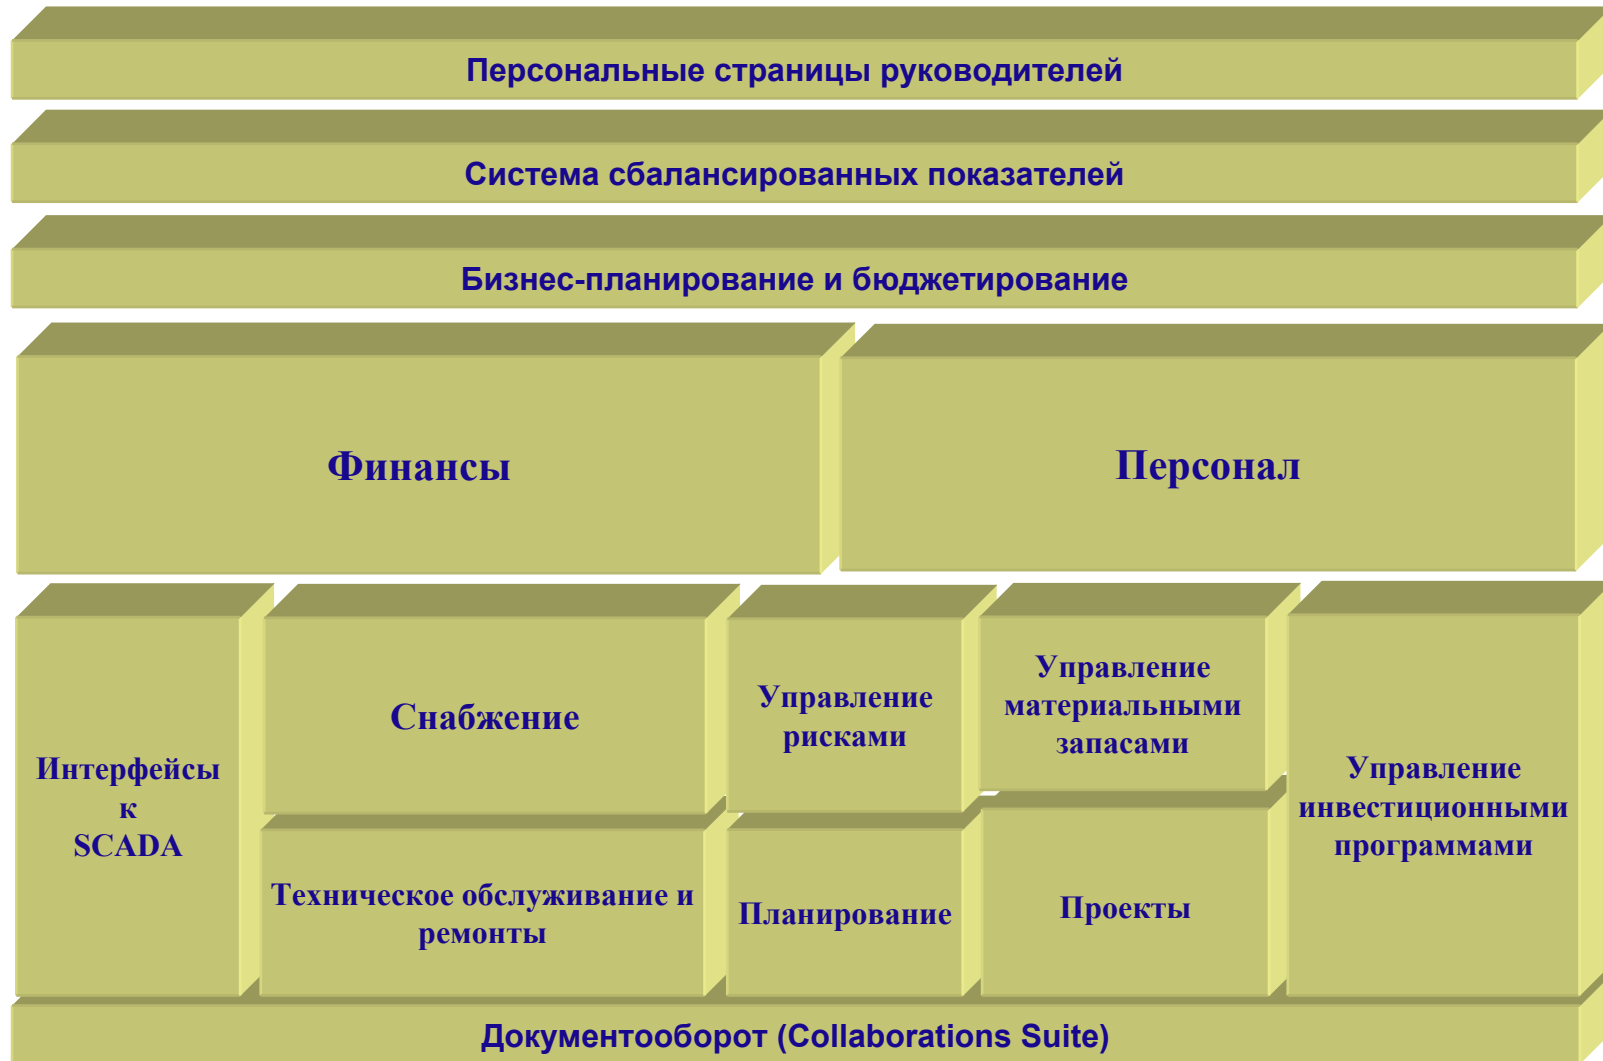 Персональные страницы руководителей
Система сбалансированных показателей
Бизнес-планирование и бюджетирование
Финансы
Персонал
Интерфейсы
к
SCADA
Снабжение
Техническое обслуживание и
ремонты
Управление
рисками
Планирование
Управление
материальными
запасами
Проекты
Управление
инвестиционными
программами
Документооборот (Collaborations Suite)